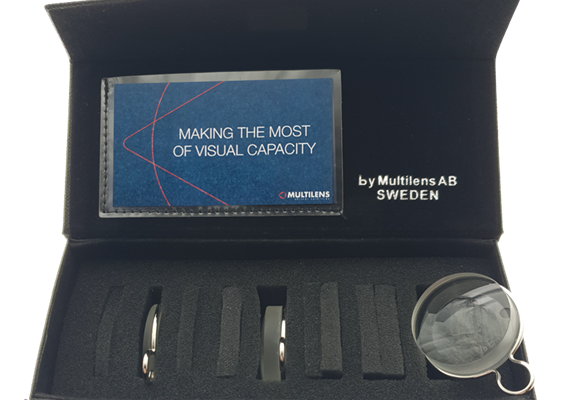 MAKING THE MOST
OF VISUAL CAPACITY
MULTILENS
by Multilens AB
SWEDEN